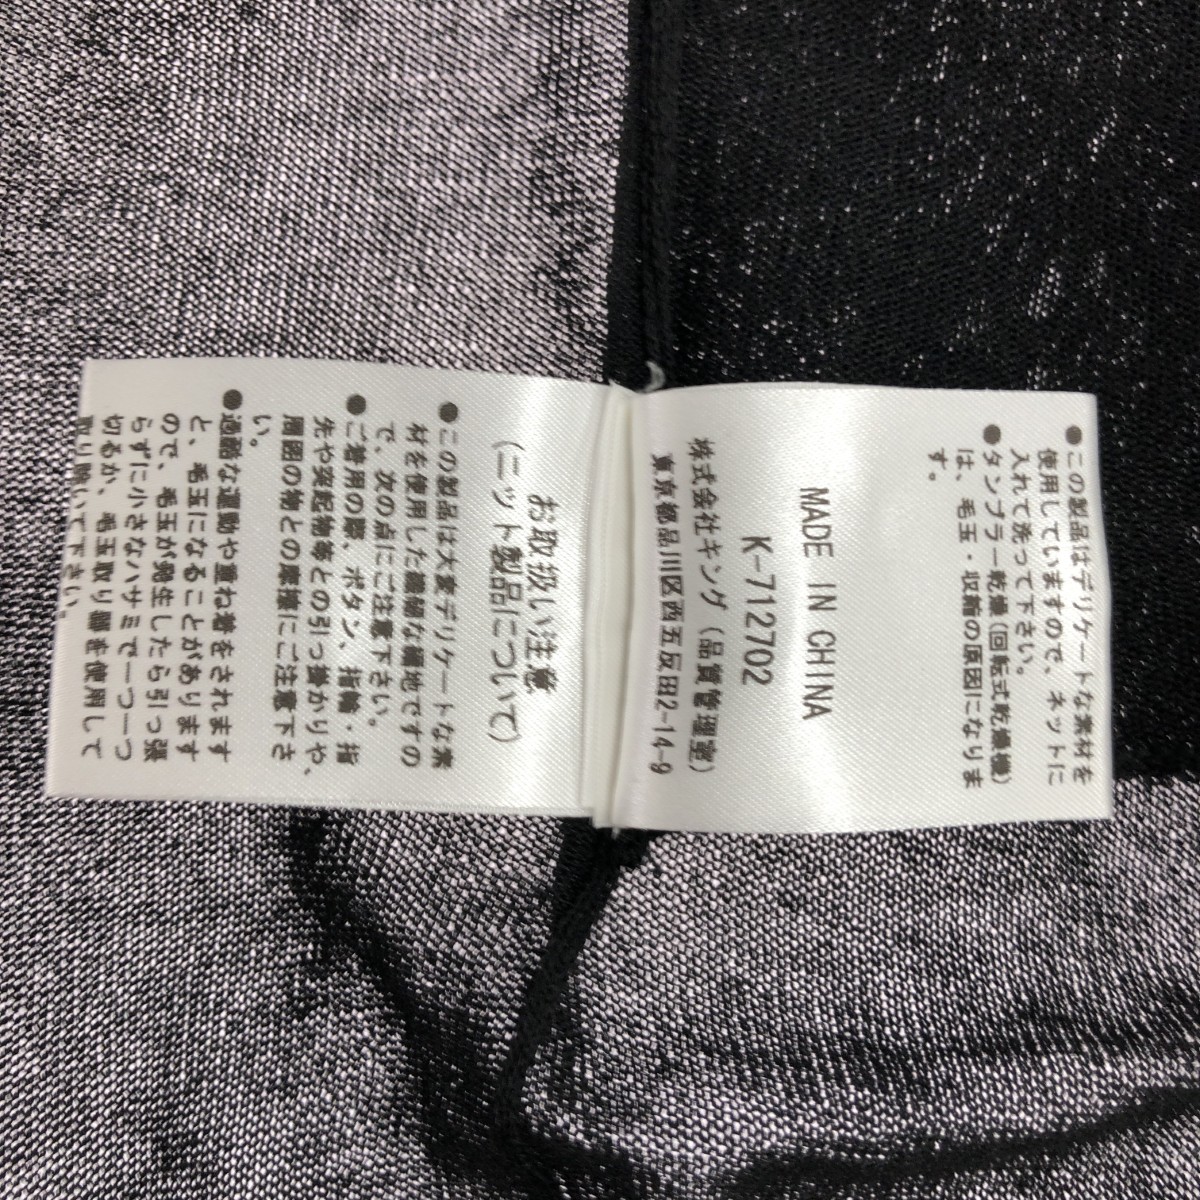 ●この製品はデリケートな素材を
使用していますので、ネットに
入れて洗って下さい。
●タンブラー乾燥(回転式乾燥機)
は、毛玉・収縮の原因になりま
す。
MADE IN CHINA
K-712702
株式会社キング(品質管理室)
東京都品川区西五反田2-14-9
お取扱い注意
(ニット製品について)
●この製品は大変デリケートな素
材を使用した繊細な編地ですの
で、次の点にご注意下さい。
●ご着用の際、ボタン、指輪・指
先や突起物等との引っ掛かりや、
周囲の物との摩擦にご注意下さ
い。
●過酷な運動や重ね着をされます
と、毛玉になることがあります
ので、毛玉が発生したら引っ張
らずに小さなハサミで一つ一つ
切るか、毛玉取り器を使用して
取り除いて下さい。